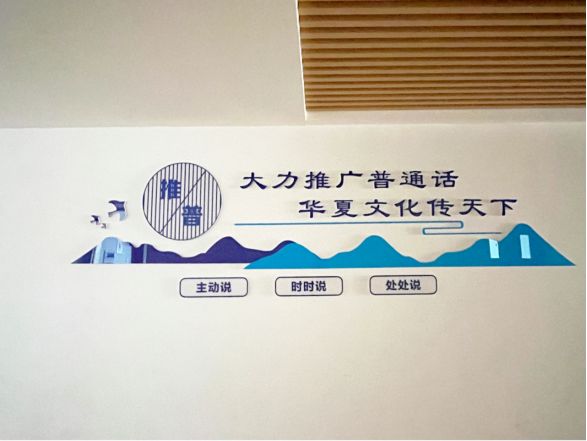 推普
大力推广普通话
华夏文化传天下
主动说 时时说 处处说